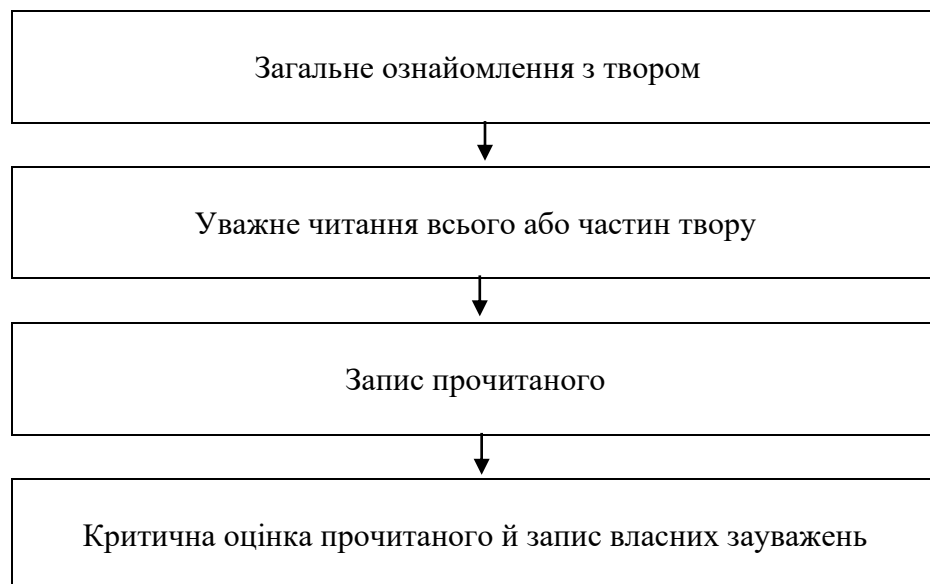 Загальне ознайомлення з твором
Уважне читання всього або частин твору
Запис прочитаного
Критична оцінка прочитаного й запис власних зауважень